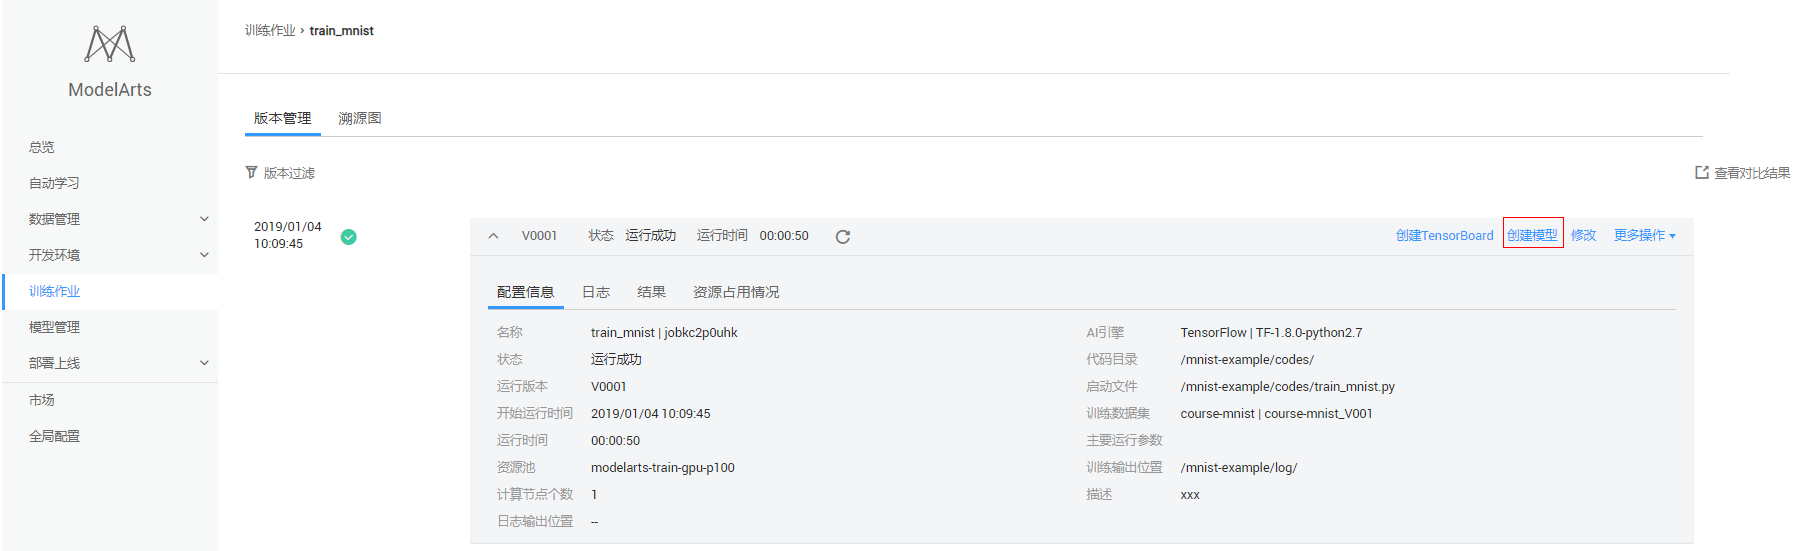 ModelArts
总览
自动学习
数据管理
开发环境
训练作业
模型管理
部署上线
市场
全局配置
训练作业 › train_mnist
版本管理 溯源图
版本过滤 查看对比结果
2019/01/04
10:09:45
V0001 状态 运行成功 运行时间 00:00:50 创建TensorBoard 创建模型 修改 更多操作
配置信息 日志 结果 资源占用情况
名称 train_mnist | jobkc2p0uhk AI引擎 TensorFlow | TF-1.8.0-python2.7
状态 运行成功 代码目录 /mnist-example/codes/
运行版本 V0001 启动文件 /mnist-example/codes/train_mnist.py
开始运行时间 2019/01/04 10:09:45 训练数据集 course-mnist | course-mnist_V001
运行时间 00:00:50 主要运行参数
资源池 modelarts-train-gpu-p100 训练输出位置 /mnist-example/log/
计算节点个数 1 描述 xxx
日志输出位置 --